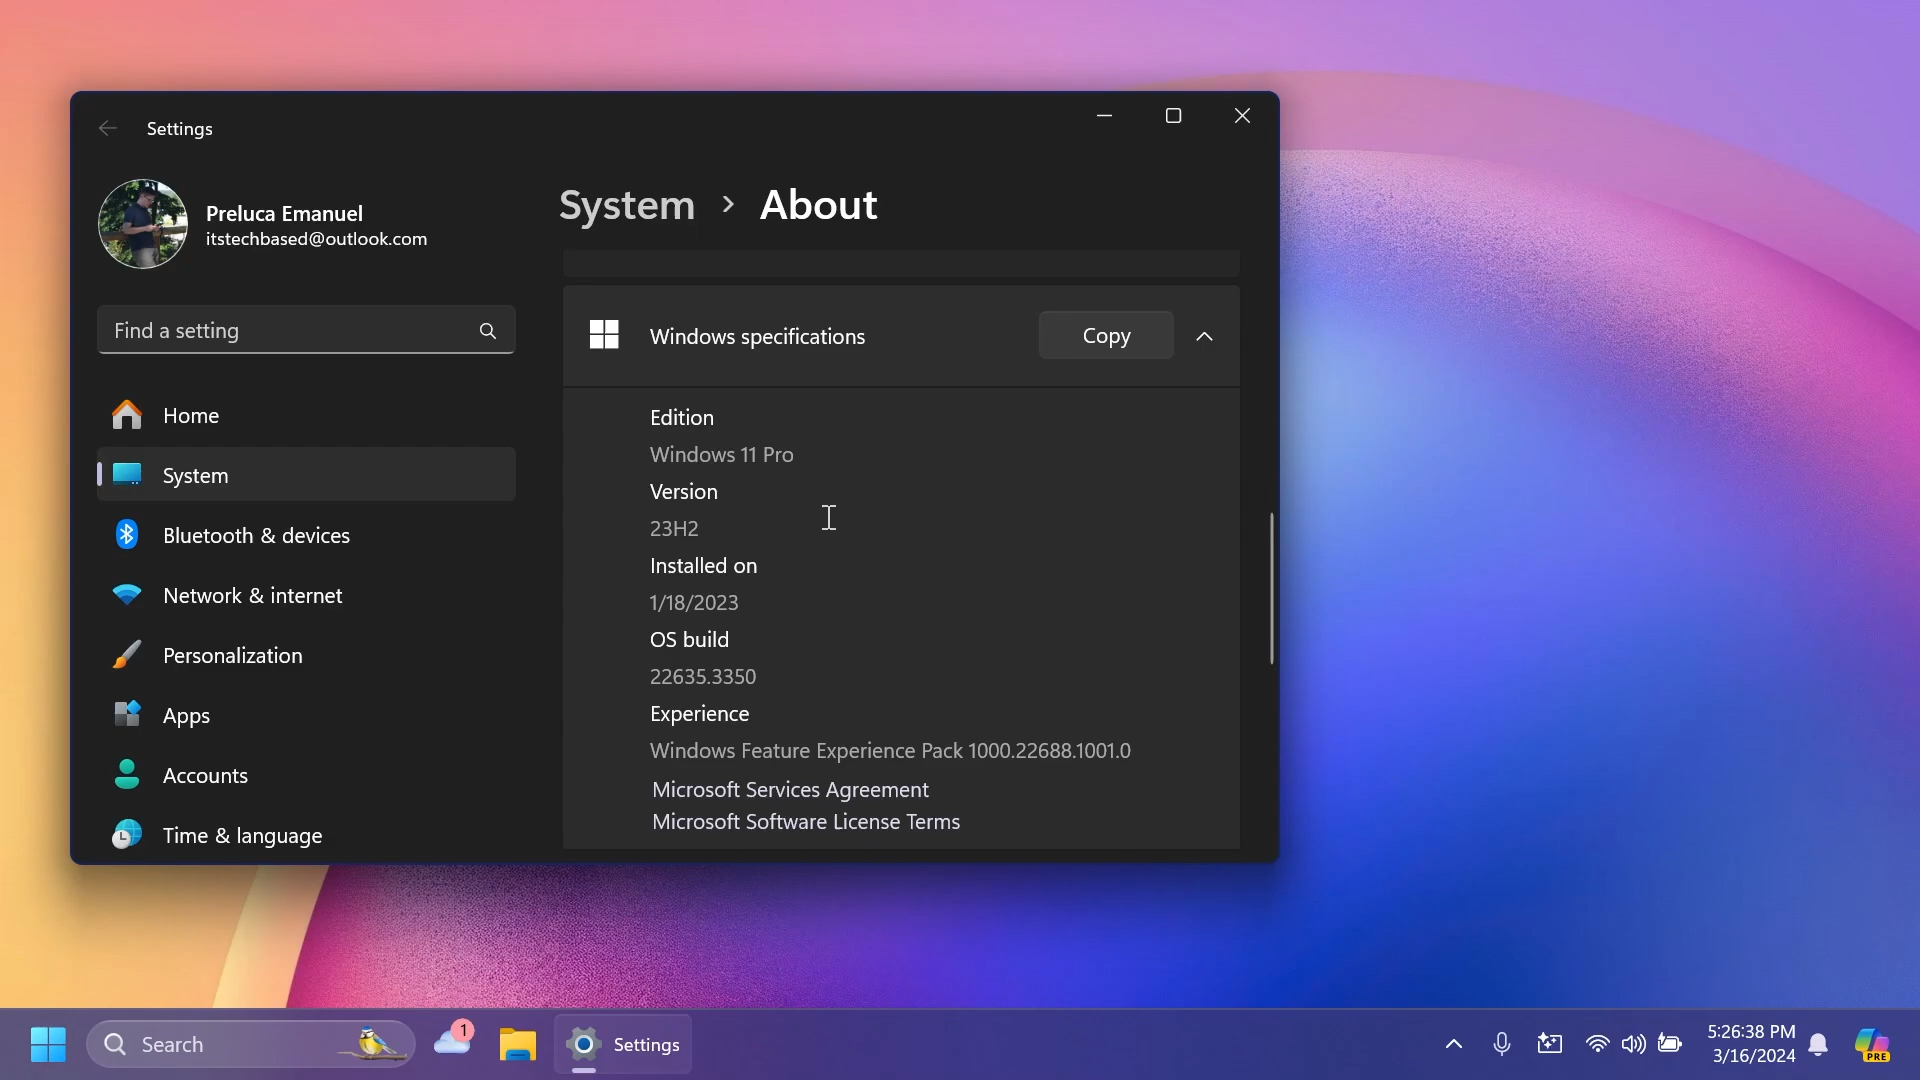 Settings
Preluca Emanuel
itstechbased@outlook.com
Find a setting
Home
System
Bluetooth & devices
Network & internet
Personalization
Apps
Accounts
Time & language
System > About
Windows specifications
Copy
Edition
Windows 11 Pro
Version
23H2
Installed on
1/18/2023
OS build
22635.3350
Experience
Windows Feature Experience Pack 1000.22688.1001.0
Microsoft Services Agreement
Microsoft Software License Terms
Search
1
Settings
5:26:38 PM
3/16/2024
PRE